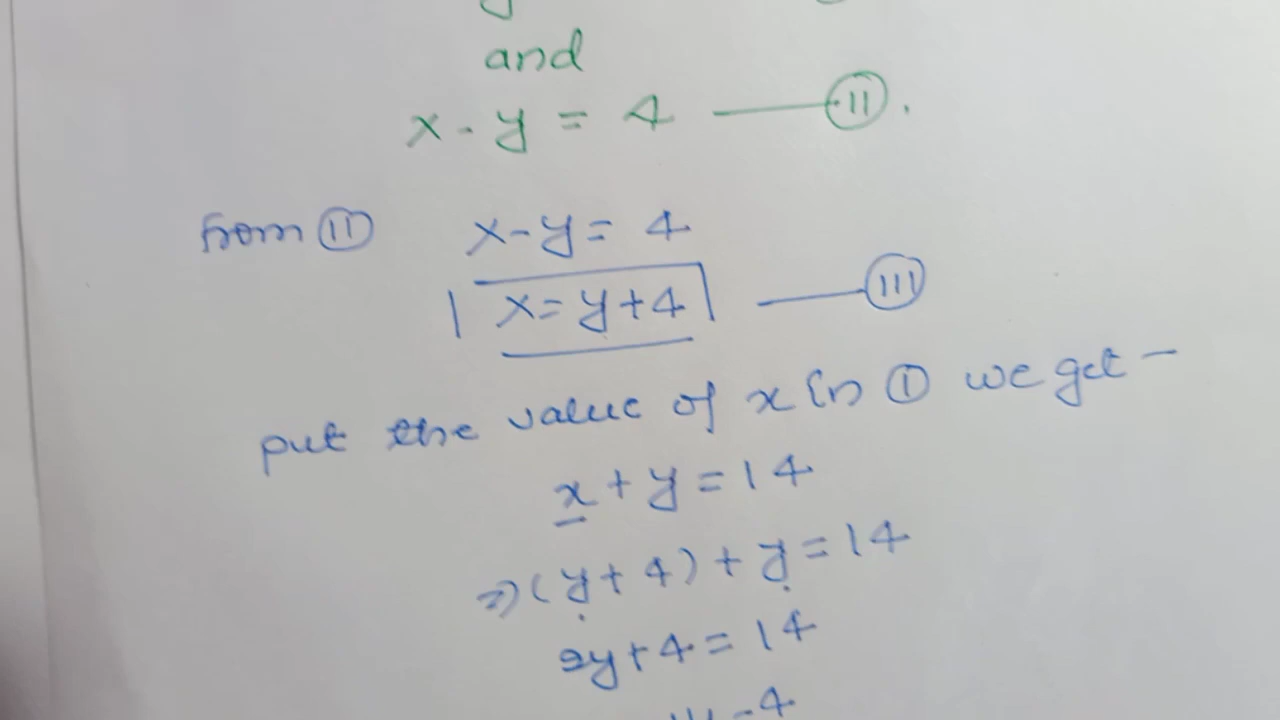 and
x - y = 4 — (II).
from (II) x - y = 4
x = y + 4 — (III)
put the value of x in (I) we get -
x + y = 14
⇒ (y + 4) + y = 14
2y + 4 = 14
- 4